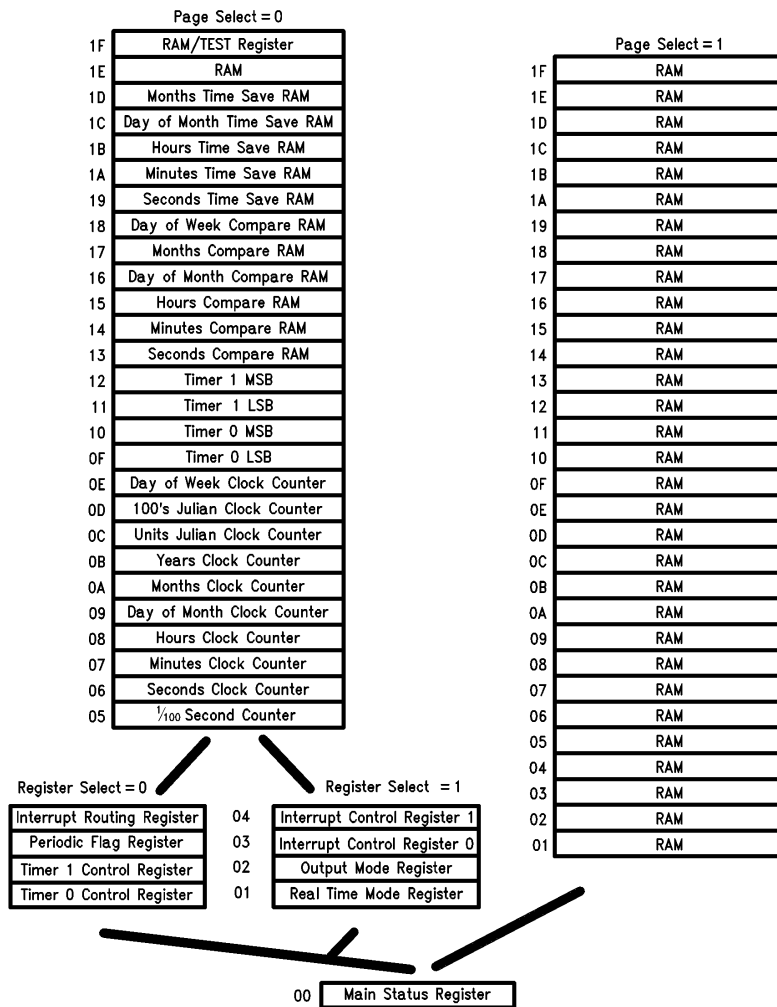 Page Select = 0
1F RAM/TEST Register
1E RAM
1D Months Time Save RAM
1C Day of Month Time Save RAM
1B Hours Time Save RAM
1A Minutes Time Save RAM
19 Seconds Time Save RAM
18 Day of Week Compare RAM
17 Months Compare RAM
16 Day of Month Compare RAM
15 Hours Compare RAM
14 Minutes Compare RAM
13 Seconds Compare RAM
12 Timer 1 MSB
11 Timer 1 LSB
10 Timer 0 MSB
0F Timer 0 LSB
0E Day of Week Clock Counter
0D 100's Julian Clock Counter
0C Units Julian Clock Counter
0B Years Clock Counter
0A Months Clock Counter
09 Day of Month Clock Counter
08 Hours Clock Counter
07 Minutes Clock Counter
06 Seconds Clock Counter
05 1/100 Second Counter
Page Select = 1
1F RAM
1E RAM
1D RAM
1C RAM
1B RAM
1A RAM
19 RAM
18 RAM
17 RAM
16 RAM
15 RAM
14 RAM
13 RAM
12 RAM
11 RAM
10 RAM
0F RAM
0E RAM
0D RAM
0C RAM
0B RAM
0A RAM
09 RAM
08 RAM
07 RAM
06 RAM
05 RAM
04 RAM
03 RAM
02 RAM
01 RAM
Register Select = 0
Interrupt Routing Register
Periodic Flag Register
Timer 1 Control Register
Timer 0 Control Register
Register Select = 1
04 Interrupt Control Register 1
03 Interrupt Control Register 0
02 Output Mode Register
01 Real Time Mode Register
00 Main Status Register